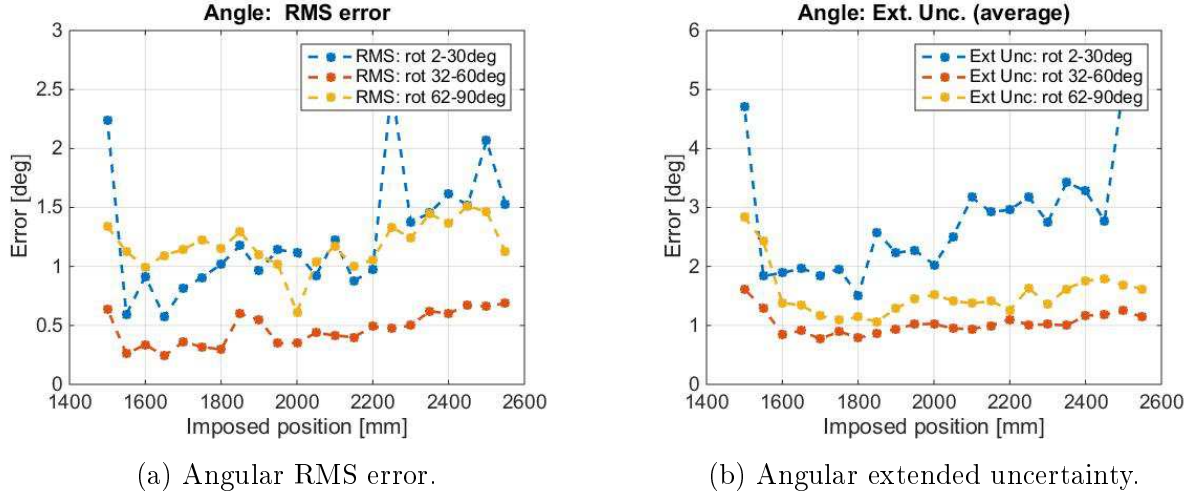 Angle: RMS error
3
2.5
2
1.5
1
0.5
0
Error [deg]
RMS: rot 2-30deg
RMS: rot 32-60deg
RMS: rot 62-90deg
1400 1600 1800 2000 2200 2400 2600
Imposed position [mm]
(a) Angular RMS error.
Angle: Ext. Unc. (average)
6
5
4
3
2
1
0
Error [deg]
Ext Unc: rot 2-30deg
Ext Unc: rot 32-60deg
Ext Unc: rot 62-90deg
1400 1600 1800 2000 2200 2400 2600
Imposed position [mm]
(b) Angular extended uncertainty.